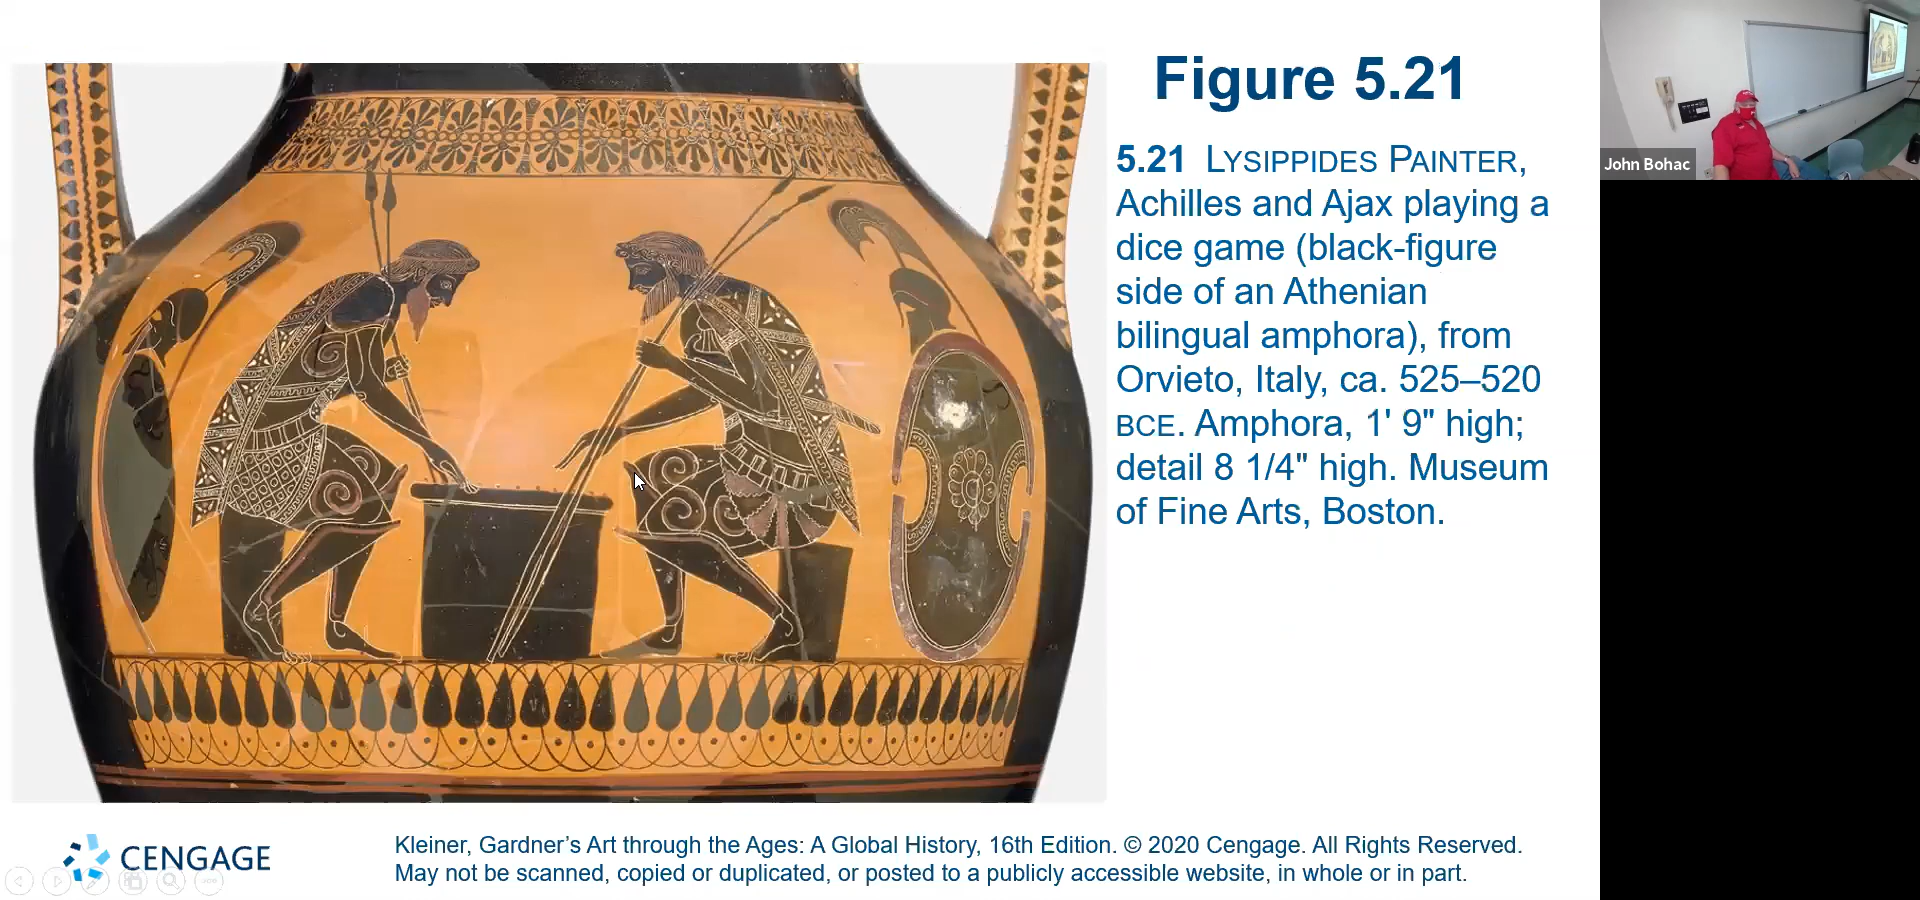 Figure 5.21
5.21 LYSIPPIDES PAINTER,
Achilles and Ajax playing a
dice game (black-figure
side of an Athenian
bilingual amphora), from
Orvieto, Italy, ca. 525–520
BCE. Amphora, 1' 9" high;
detail 8 1/4" high. Museum
of Fine Arts, Boston.
John Bohac
CENGAGE
Kleiner, Gardner’s Art through the Ages: A Global History, 16th Edition. © 2020 Cengage. All Rights Reserved.
May not be scanned, copied or duplicated, or posted to a publicly accessible website, in whole or in part.